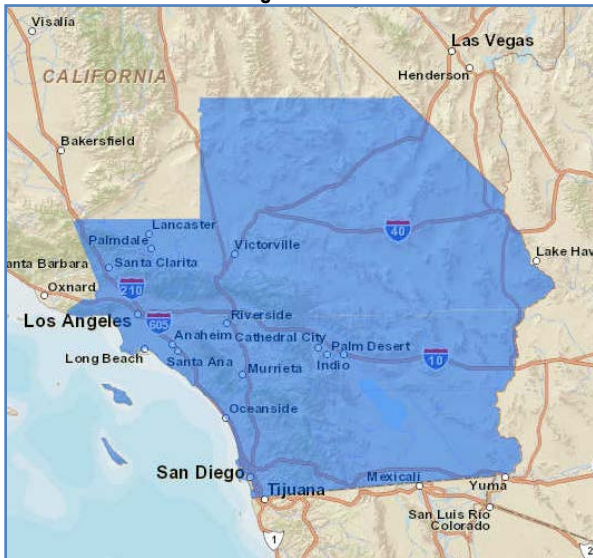 Visalia
Las Vegas
Henderson
CALIFORNIA
Bakersfield
Lancaster
40
Palmdale
Victorville
Lake Hav
anta Barbara
Santa Clarita
Oxnard
210
Los Angeles
605
Riverside
Anaheim
Cathedral City
Palm Desert
Long Beach
Santa Ana
Indio
10
Murrieta
Oceanside
San Diego
Mexicali
Yuma
Tijuana
San Luis Río
Colorado
1
2